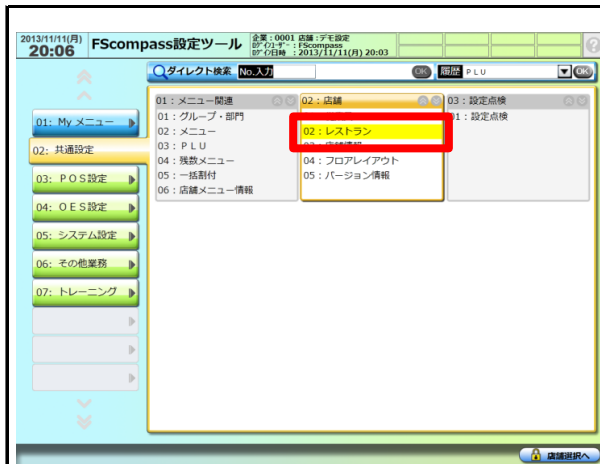 2013/11/11(月)
20:06
FScompass設定ツール
企業：0001 店舗：デモ設定
ﾛｸﾞｲﾝﾕｰｻﾞｰ：FScompass
ﾛｸﾞｲﾝ日時 ：2013/11/11(月) 20:03
ダイレクト検索 No.入力 OK 履歴 ＰＬＵ OK
01: My メニュー
02: 共通設定
03: ＰＯＳ設定
04: ＯＥＳ設定
05: システム設定
06: その他業務
07: トレーニング
01：メニュー関連
01：グループ・部門
02：メニュー
03：ＰＬＵ
04：残数メニュー
05：一括割付
06：店舗メニュー情報
02：店舗
02：レストラン
04：フロアレイアウト
05：バージョン情報
03：設定点検
01：設定点検
店舗選択へ